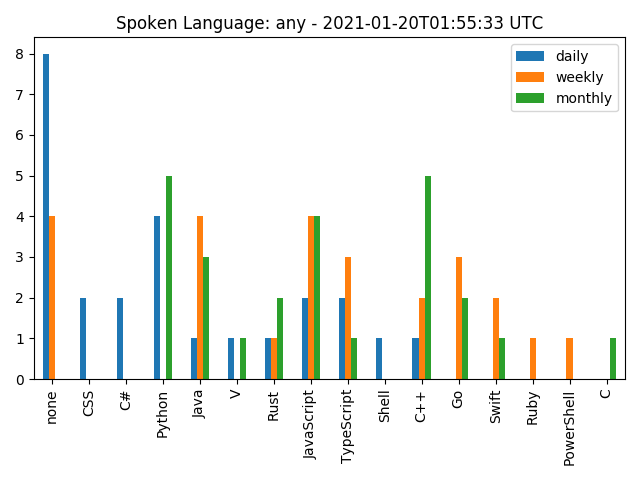 Spoken Language: any - 2021-01-20T01:55:33 UTC
daily
weekly
monthly
8
7
6
5
4
3
2
1
0
none
CSS
C#
Python
Java
V
Rust
JavaScript
TypeScript
Shell
C++
Go
Swift
Ruby
PowerShell
C